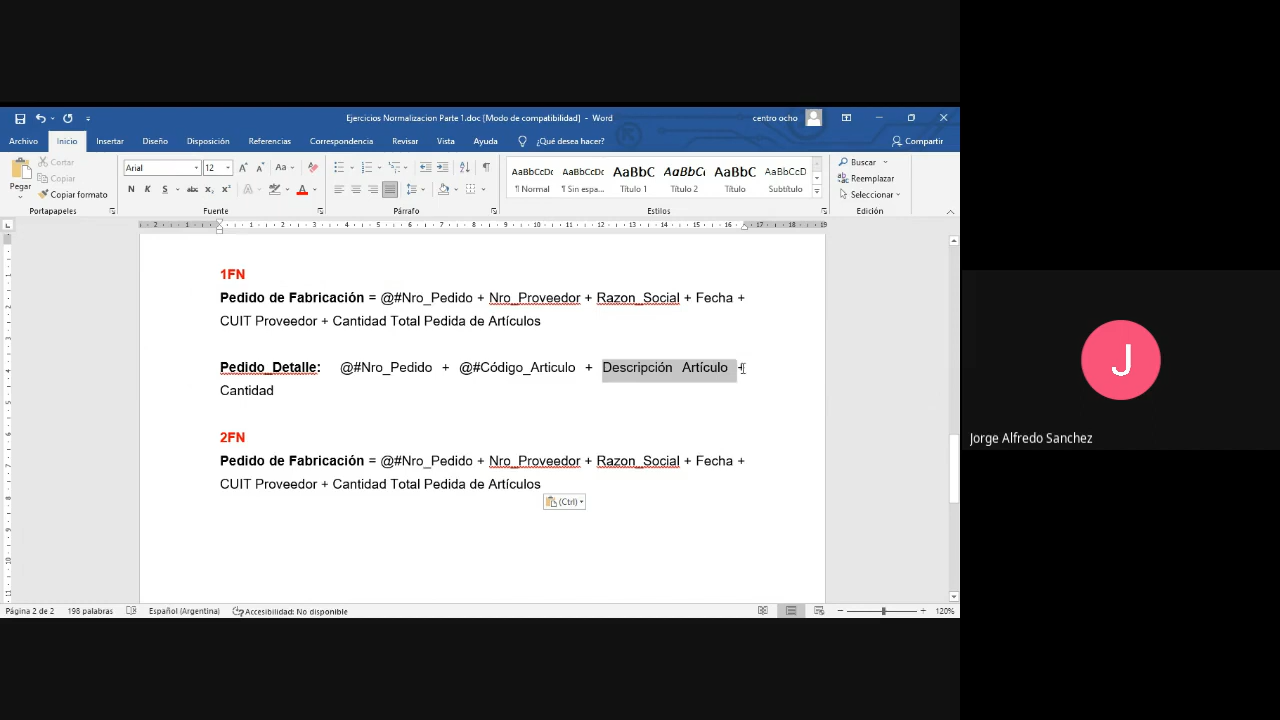 Ejercicios Normalizacion Parte 1.doc [Modo de compatibilidad] - Word
centro ocho
Archivo Inicio Insertar Diseño Disposición Referencias Correspondencia Revisar Vista Ayuda ¿Qué desea hacer? Compartir
Pegar
Cortar
Copiar
Copiar formato
Portapapeles
Arial 12
N K S abc x₂ x²
Fuente
Párrafo
AaBbCcDc AaBbCcDc AaBbC AaBbC AaBbC AaBbCcD
¶ Normal ¶ Sin espa... Título 1 Título 2 Título Subtítulo
Estilos
Buscar
Reemplazar
Seleccionar
Edición
1FN
Pedido de Fabricación = @#Nro_Pedido + Nro_Proveedor + Razon_Social + Fecha +
CUIT Proveedor + Cantidad Total Pedida de Artículos
Pedido_Detalle: @#Nro_Pedido + @#Código_Articulo + Descripción Artículo +
Cantidad
2FN
Pedido de Fabricación = @#Nro_Pedido + Nro_Proveedor + Razon_Social + Fecha +
CUIT Proveedor + Cantidad Total Pedida de Artículos
(Ctrl)
Página 2 de 2 198 palabras Español (Argentina) Accesibilidad: No disponible 120%
J
Jorge Alfredo Sanchez